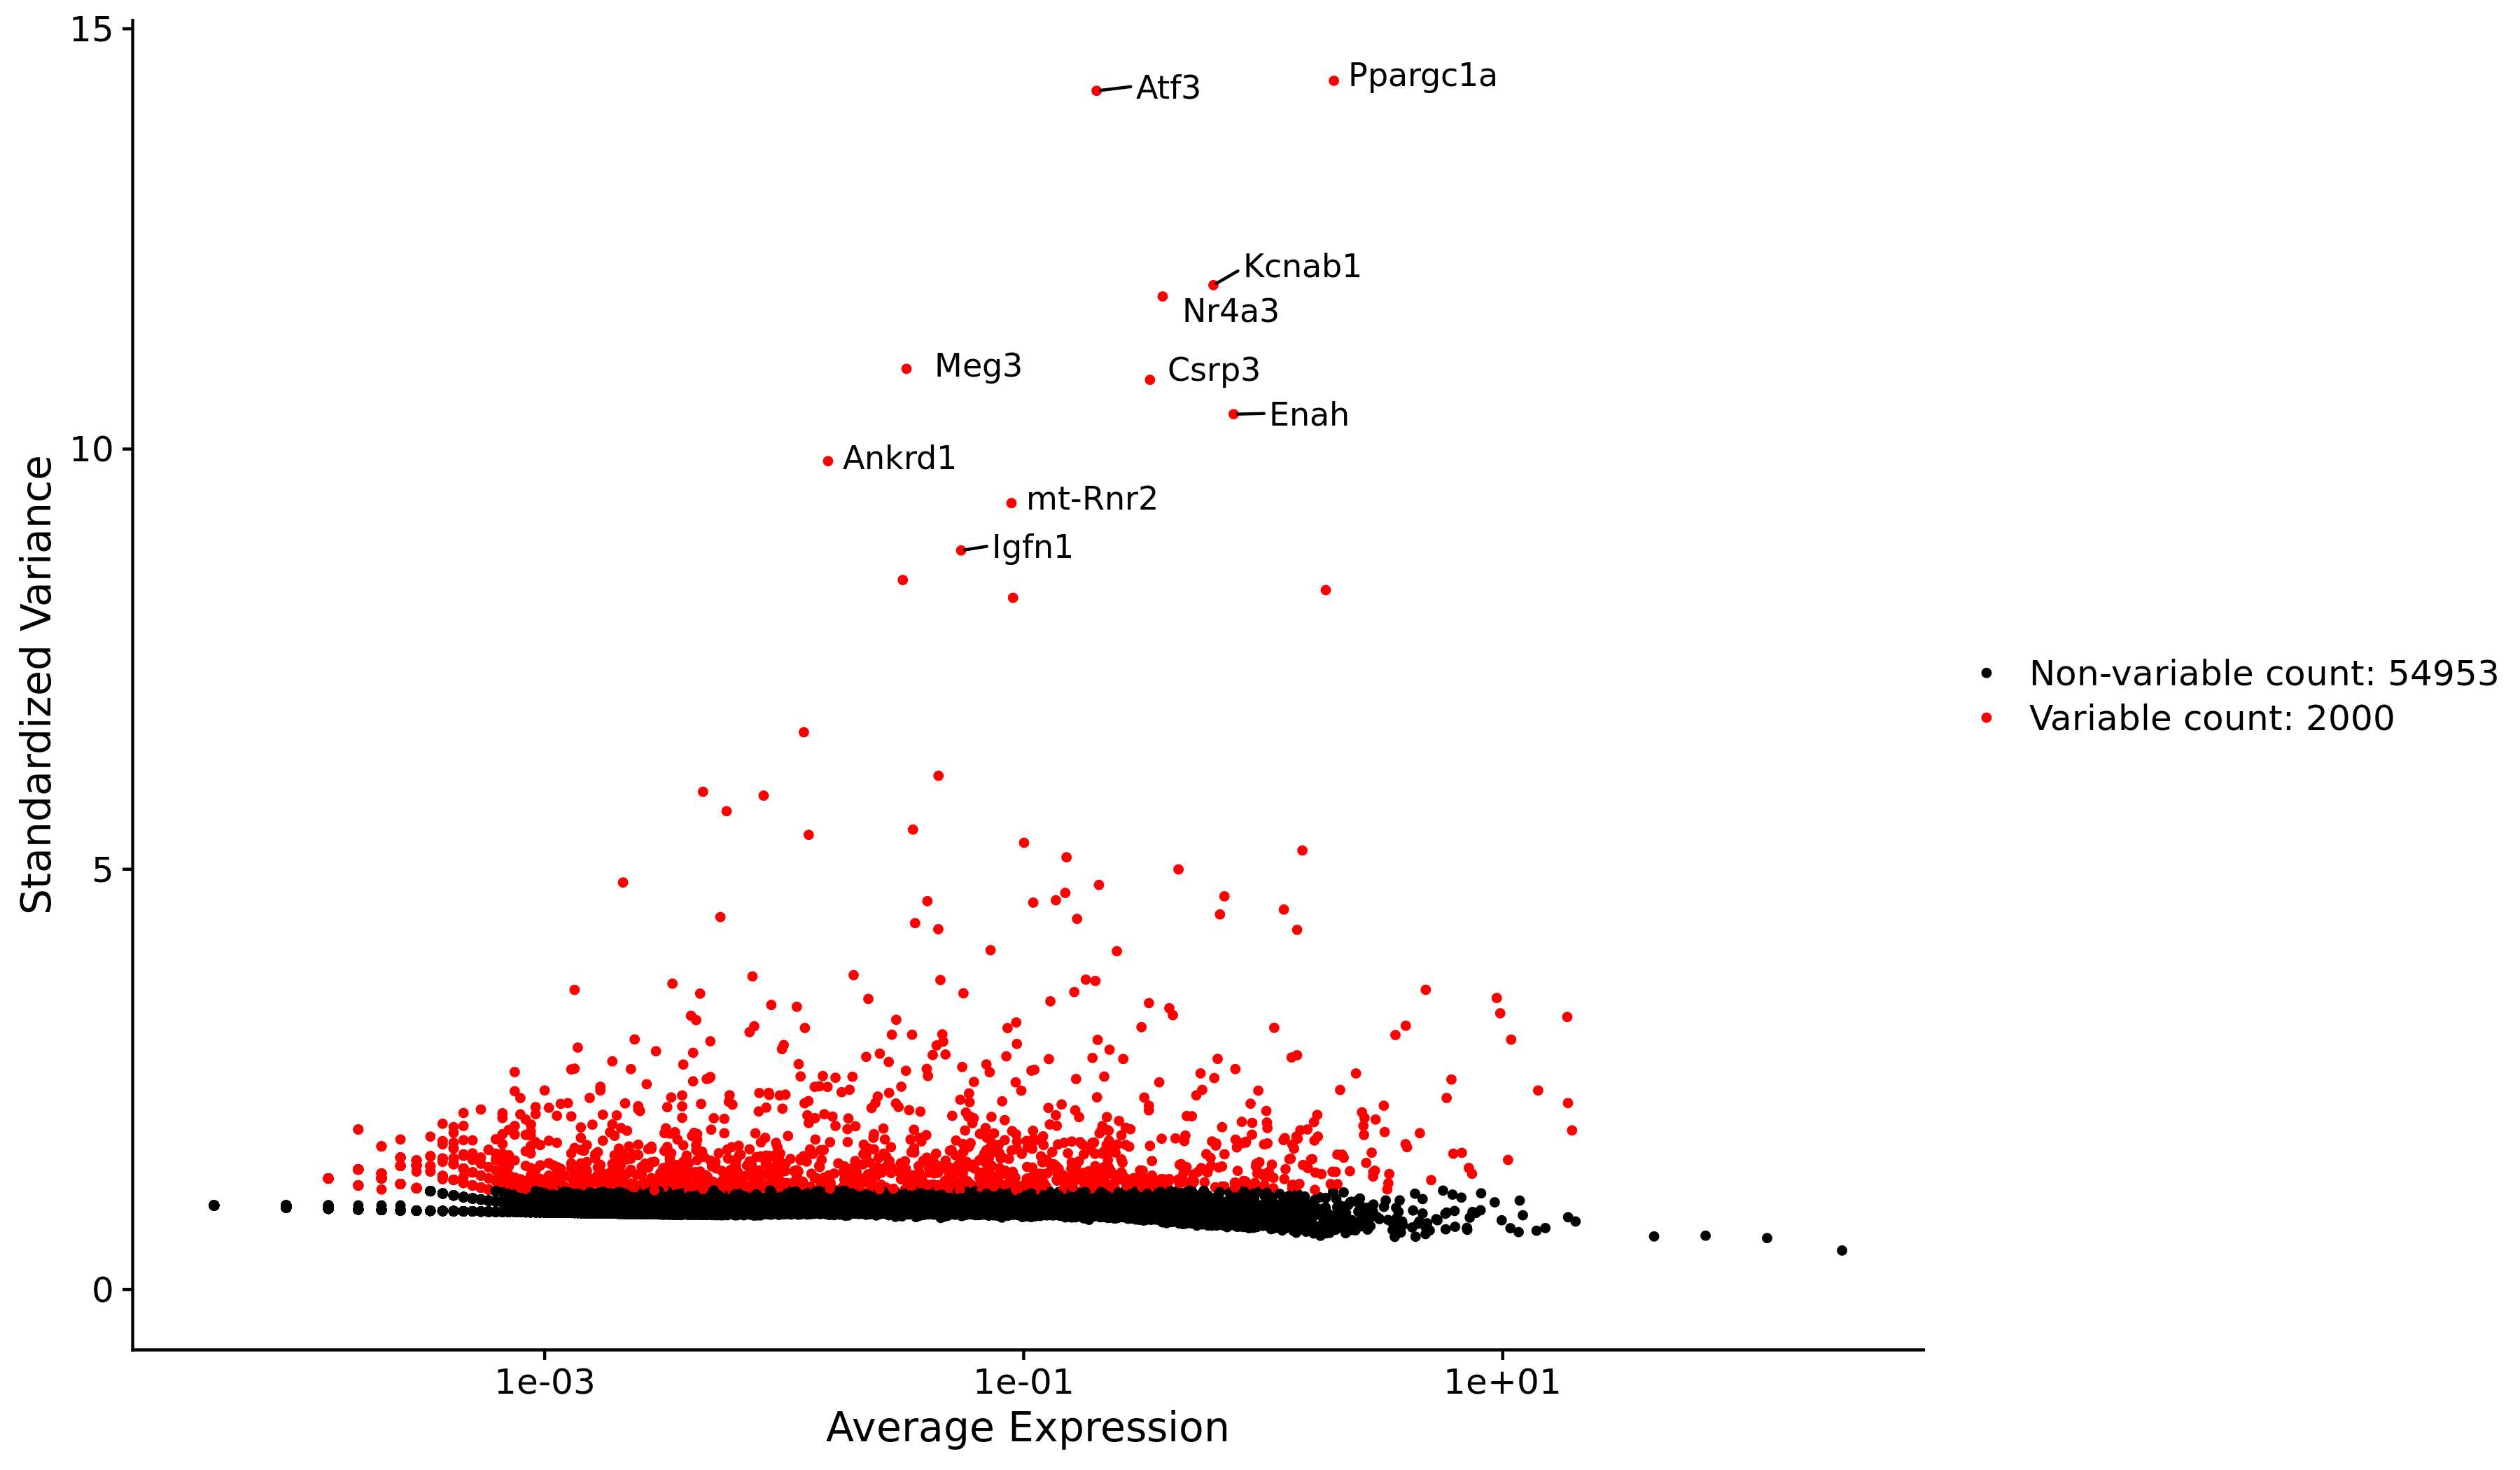 15
Atf3
Ppargc1a
Kcnab1
Nr4a3
Meg3
Csrp3
Enah
10
Ankrd1
mt-Rnr2
Igfn1
Standardized Variance
Non-variable count: 54953
Variable count: 2000
5
0
1e-03
1e-01
1e+01
Average Expression